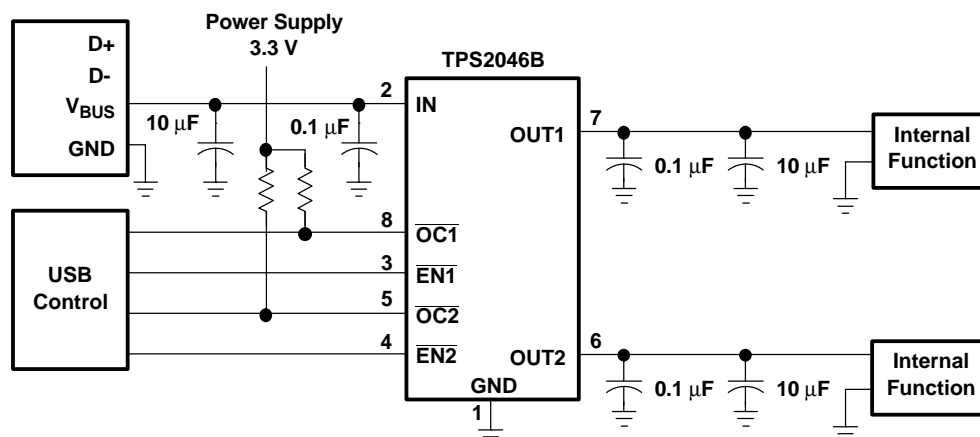 Power Supply
3.3 V
TPS2046B
D+
D-
VBUS
GND
10 μF
0.1 μF
2
IN
OUT1
7
0.1 μF
10 μF
Internal
Function
USB
Control
8
OC1
3
EN1
5
OC2
4
EN2
OUT2
6
GND
1
0.1 μF
10 μF
Internal
Function